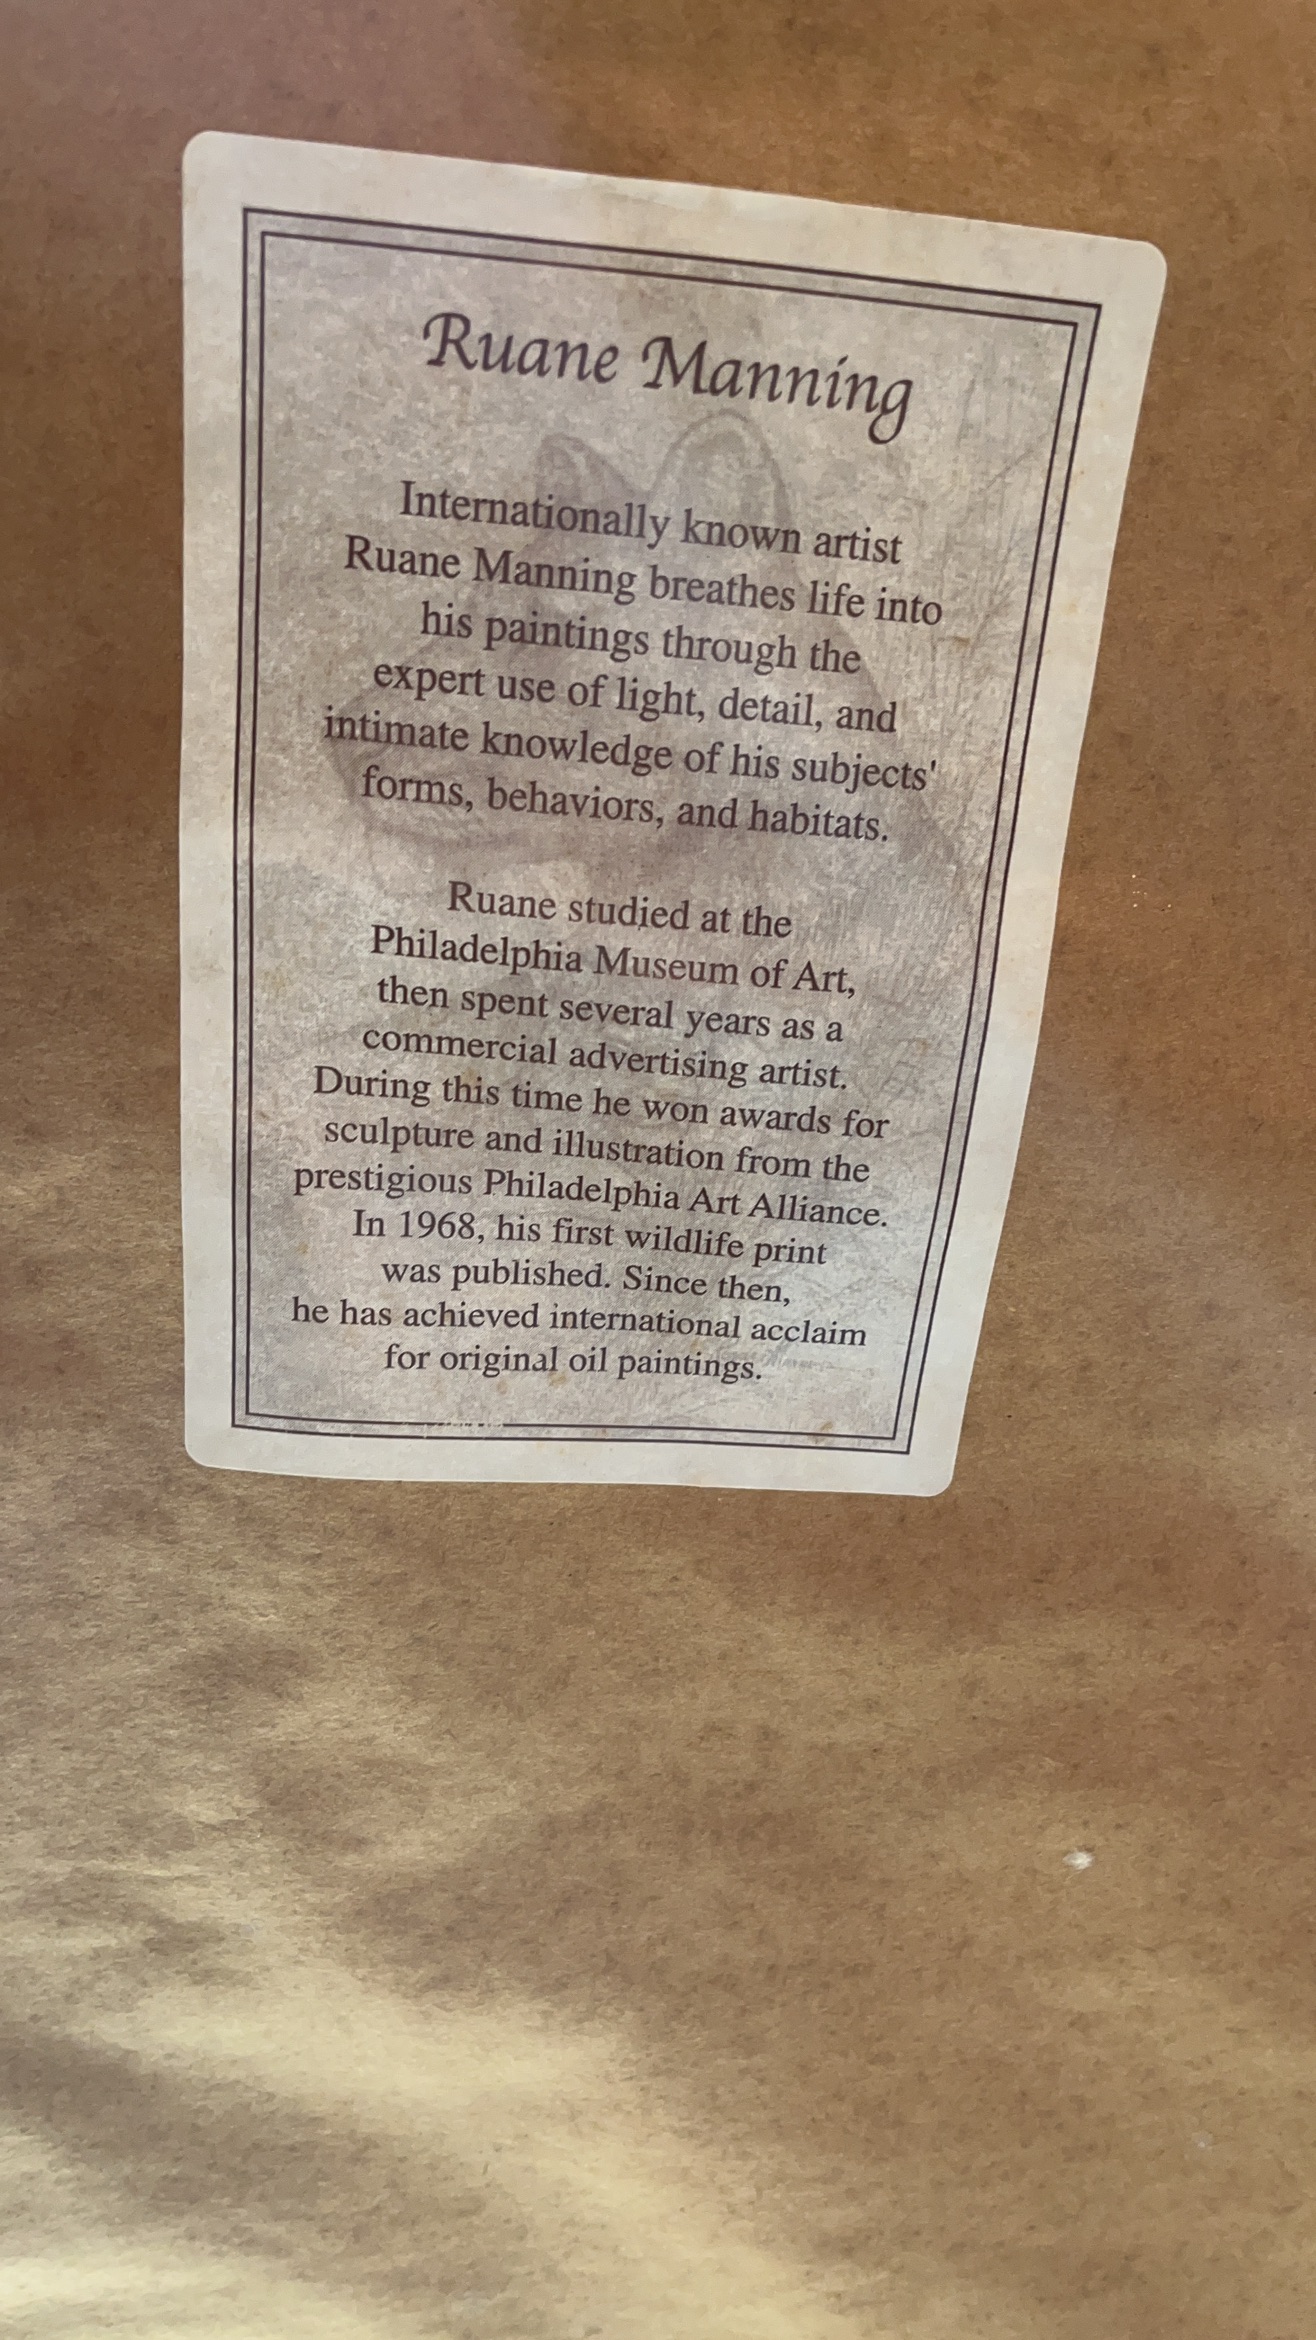 Ruane Manning
Internationally known artist
Ruane Manning breathes life into
his paintings through the
expert use of light, detail, and
intimate knowledge of his subjects'
forms, behaviors, and habitats.
Ruane studied at the
Philadelphia Museum of Art,
then spent several years as a
commercial advertising artist.
During this time he won awards for
sculpture and illustration from the
prestigious Philadelphia Art Alliance.
In 1968, his first wildlife print
was published. Since then,
he has achieved international acclaim
for original oil paintings.